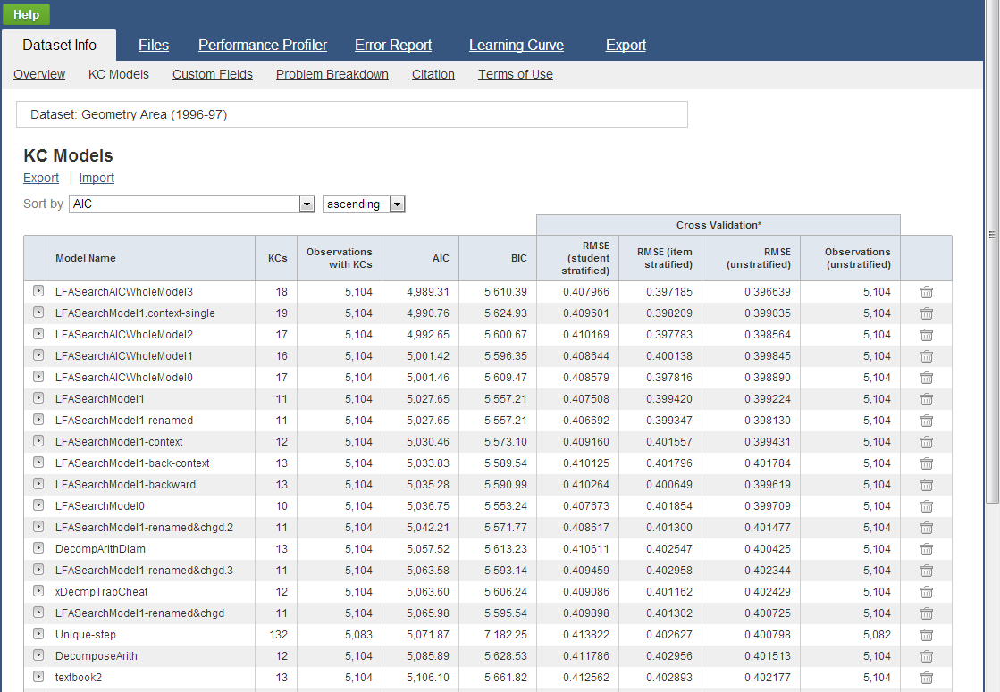 Help
Dataset Info Files Performance Profiler Error Report Learning Curve Export
Overview KC Models Custom Fields Problem Breakdown Citation Terms of Use
Dataset: Geometry Area (1996-97)
KC Models
Export | Import
Sort by AIC ascending
Cross Validation*
Model Name KCs Observations with KCs AIC BIC RMSE (student stratified) RMSE (item stratified) RMSE (unstratified) Observations (unstratified)
LFASearchAICWholeModel3 18 5,104 4,989.31 5,610.39 0.407966 0.397185 0.396639 5,104
LFASearchModel1.context-single 19 5,104 4,990.76 5,624.93 0.409601 0.398209 0.399035 5,104
LFASearchAICWholeModel2 17 5,104 4,992.65 5,600.67 0.410169 0.397783 0.398564 5,104
LFASearchAICWholeModel1 16 5,104 5,001.42 5,596.35 0.408644 0.400138 0.399845 5,104
LFASearchAICWholeModel0 17 5,104 5,001.46 5,609.47 0.408579 0.397816 0.398890 5,104
LFASearchModel1 11 5,104 5,027.65 5,557.21 0.407508 0.399420 0.399224 5,104
LFASearchModel1-renamed 11 5,104 5,027.65 5,557.21 0.406692 0.399347 0.398130 5,104
LFASearchModel1-context 12 5,104 5,030.46 5,573.10 0.409160 0.401557 0.399431 5,104
LFASearchModel1-back-context 13 5,104 5,033.83 5,589.54 0.410125 0.401796 0.401784 5,104
LFASearchModel1-backward 13 5,104 5,035.28 5,590.99 0.410264 0.400649 0.399619 5,104
LFASearchModel0 10 5,104 5,036.75 5,553.24 0.407673 0.401854 0.399709 5,104
LFASearchModel1-renamed&chgd.2 11 5,104 5,042.21 5,571.77 0.408617 0.401300 0.401477 5,104
DecompArithDiam 13 5,104 5,057.52 5,613.23 0.410611 0.402547 0.400425 5,104
LFASearchModel1-renamed&chgd.3 11 5,104 5,063.58 5,593.14 0.409459 0.402958 0.402344 5,104
xDecmpTrapCheat 12 5,104 5,063.60 5,606.24 0.409086 0.401162 0.402429 5,104
LFASearchModel1-renamed&chgd 11 5,104 5,065.98 5,595.54 0.409898 0.401302 0.400725 5,104
Unique-step 132 5,083 5,071.87 7,182.25 0.413822 0.402627 0.400798 5,082
DecomposeArith 12 5,104 5,085.89 5,628.53 0.411786 0.402956 0.401513 5,104
textbook2 13 5,104 5,106.10 5,661.82 0.412562 0.402893 0.402177 5,104